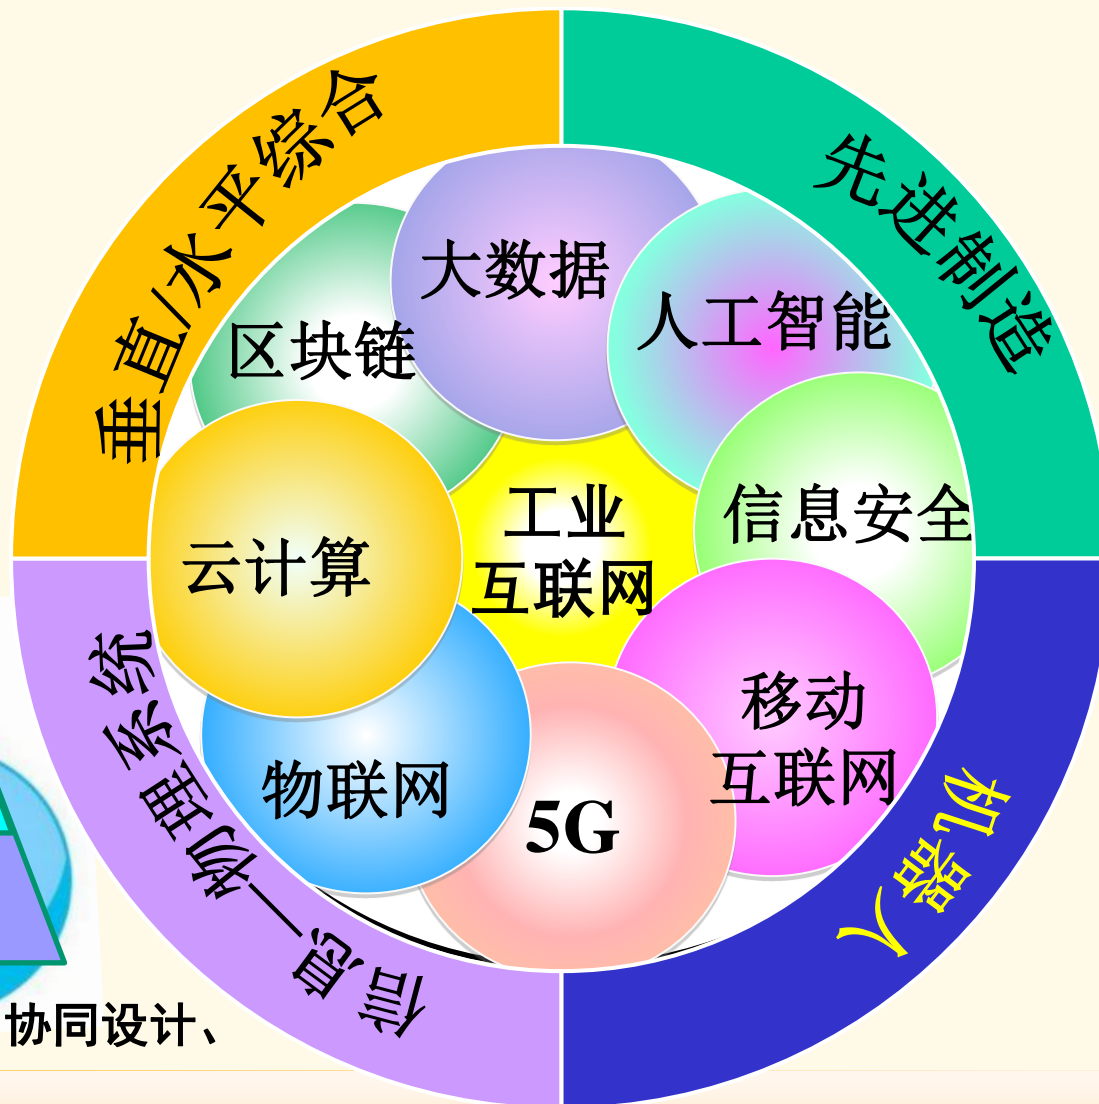 垂直/水平综合
先进制造
大数据
人工智能
区块链
信息安全
工业
互联网
云计算
移动
互联网
物联网
5G
信息—物理系统
机器人
协同设计、